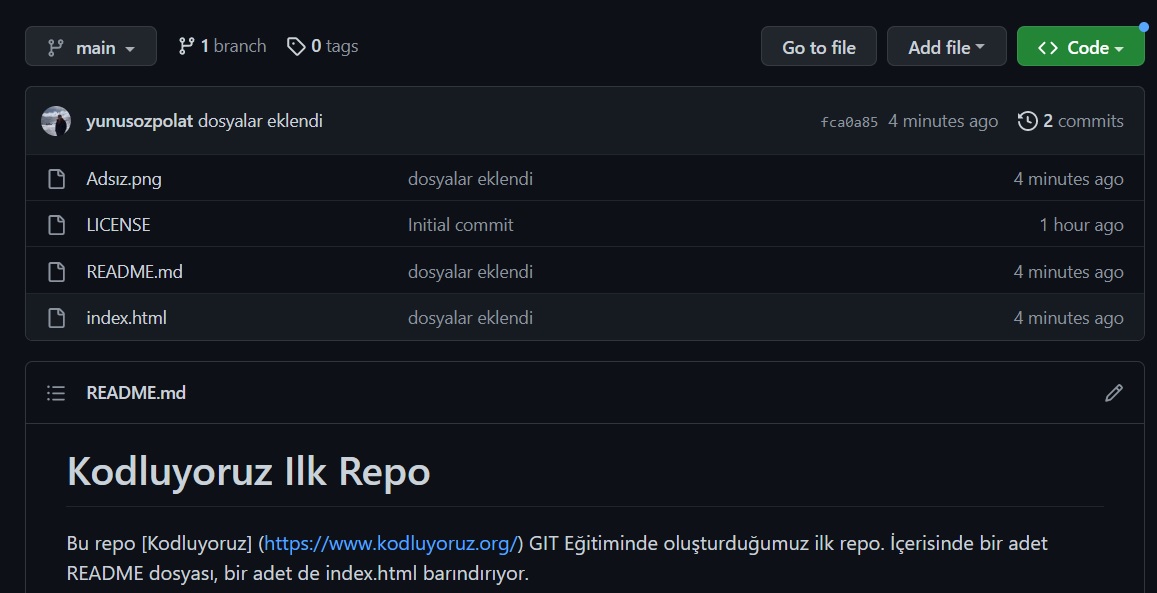 main 1 branch 0 tags Go to file Add file Code
yunusozpolat dosyalar eklendi fca0a85 4 minutes ago 2 commits
Adsız.png dosyalar eklendi 4 minutes ago
LICENSE Initial commit 1 hour ago
README.md dosyalar eklendi 4 minutes ago
index.html dosyalar eklendi 4 minutes ago
README.md
Kodluyoruz Ilk Repo
Bu repo [Kodluyoruz] (https://www.kodluyoruz.org/) GIT Eğitiminde oluşturduğumuz ilk repo. İçerisinde bir adet
README dosyası, bir adet de index.html barındırıyor.